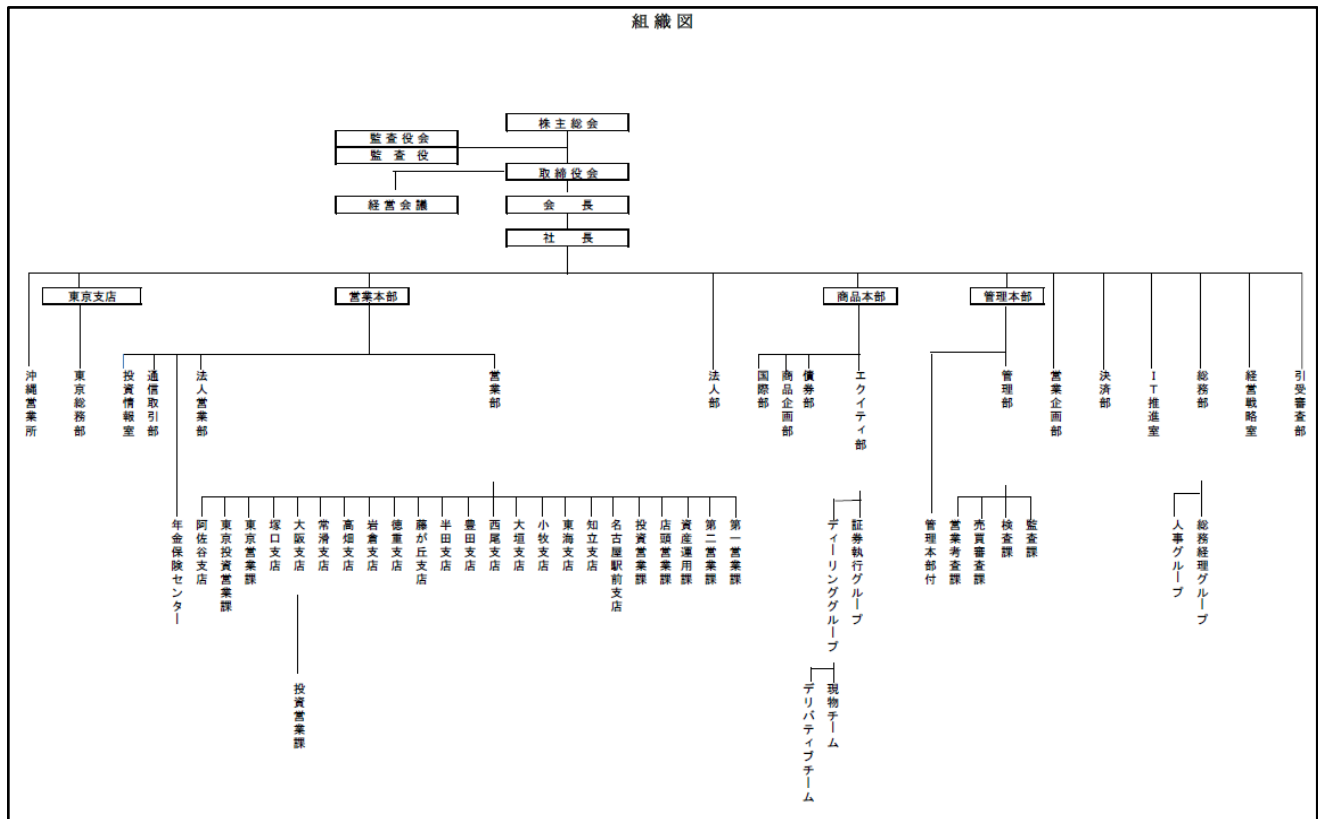 組織図
株主総会
監査役会
監査役
取締役会
経営会議
会長
社長
東京支店
営業本部
商品本部
管理本部
沖縄営業所
東京総務部
投資情報室
通信取引部
法人営業部
営業部
法人部
国際部
商品企画部
債券部
エクイティ部
管理部
営業企画部
決済部
IT推進室
総務部
経営戦略室
引受審査部
年金保険センター
阿佐谷支店
東京投資営業課
東京営業課
塚口支店
大阪支店
常滑支店
高畑支店
岩倉支店
徳重支店
藤が丘支店
半田支店
豊田支店
西尾支店
大垣支店
小牧支店
東海支店
知立支店
名古屋駅前支店
投資営業課
店頭営業課
資産運用課
第二営業課
第一営業課
ディーリンググループ
証券執行グループ
管理本部付
営業考査課
売買審査課
検査課
監査課
人事グループ
総務経理グループ
投資営業課
デリバティブチーム
現物チーム